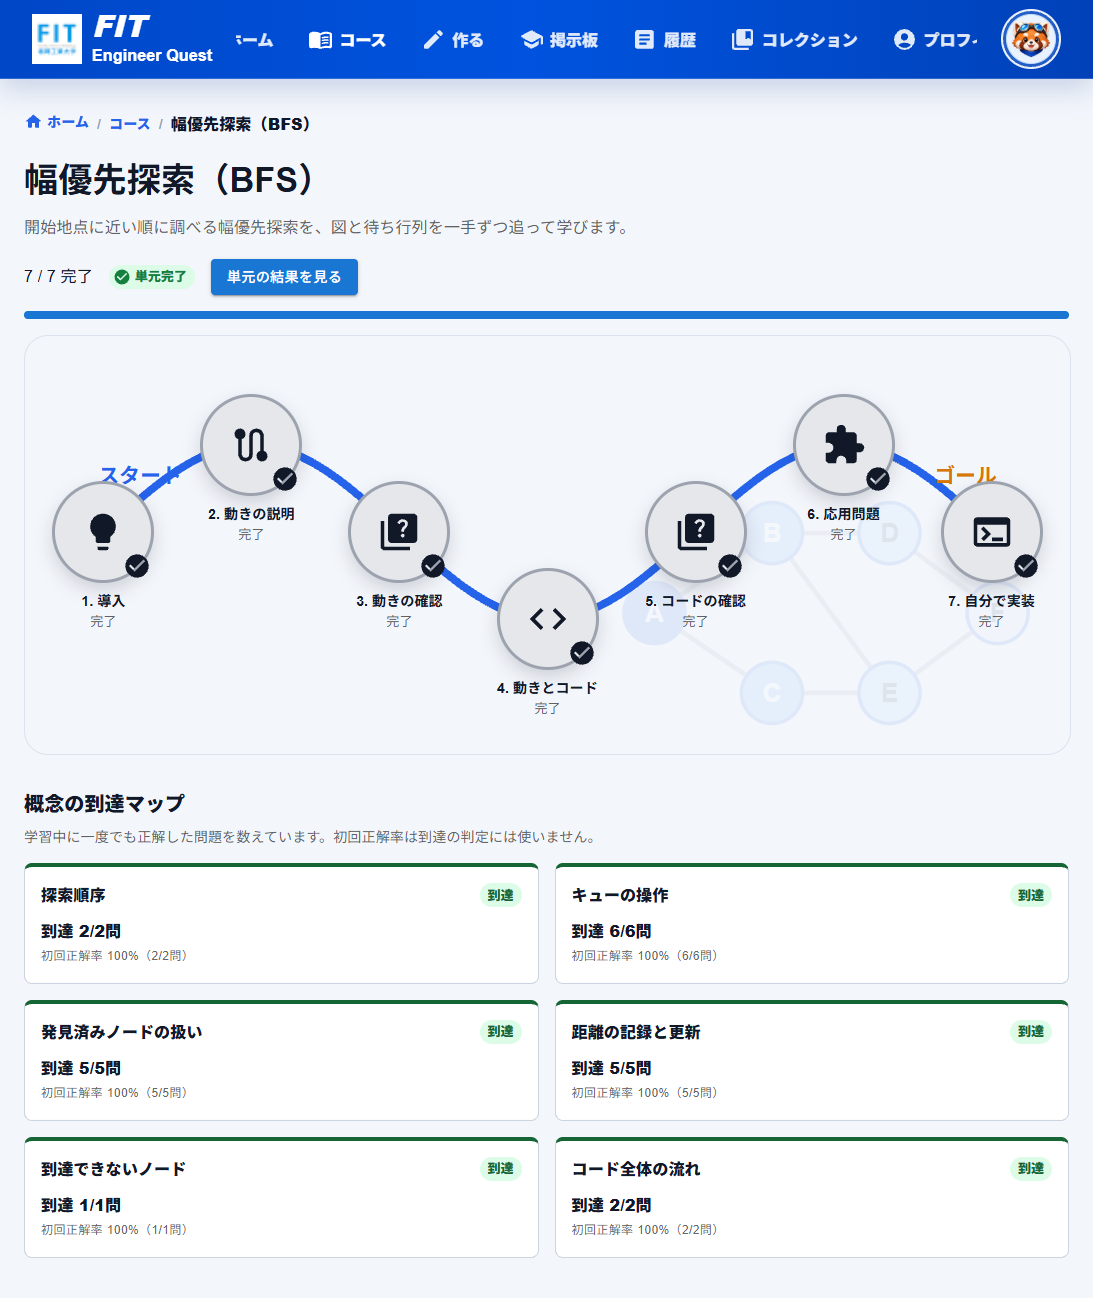 FIT
FIT
Engineer Quest
ーム
コース
作る
掲示板
履歴
コレクション
プロフ
ホーム / コース / 幅優先探索（BFS）
幅優先探索（BFS）
開始地点に近い順に調べる幅優先探索を、図と待ち行列を一手ずつ追って学びます。
7 / 7 完了
単元完了
単元の結果を見る
スタート
ゴール
1. 導入
完了
2. 動きの説明
完了
3. 動きの確認
完了
4. 動きとコード
完了
5. コードの確認
完了
6. 応用問題
完了
7. 自分で実装
完了
A
B
C
D
E
概念の到達マップ
学習中に一度でも正解した問題を数えています。初回正解率は到達の判定には使いません。
探索順序
到達
到達 2/2問
初回正解率 100%（2/2問）
キューの操作
到達
到達 6/6問
初回正解率 100%（6/6問）
発見済みノードの扱い
到達
到達 5/5問
初回正解率 100%（5/5問）
距離の記録と更新
到達
到達 5/5問
初回正解率 100%（5/5問）
到達できないノード
到達
到達 1/1問
初回正解率 100%（1/1問）
コード全体の流れ
到達
到達 2/2問
初回正解率 100%（2/2問）